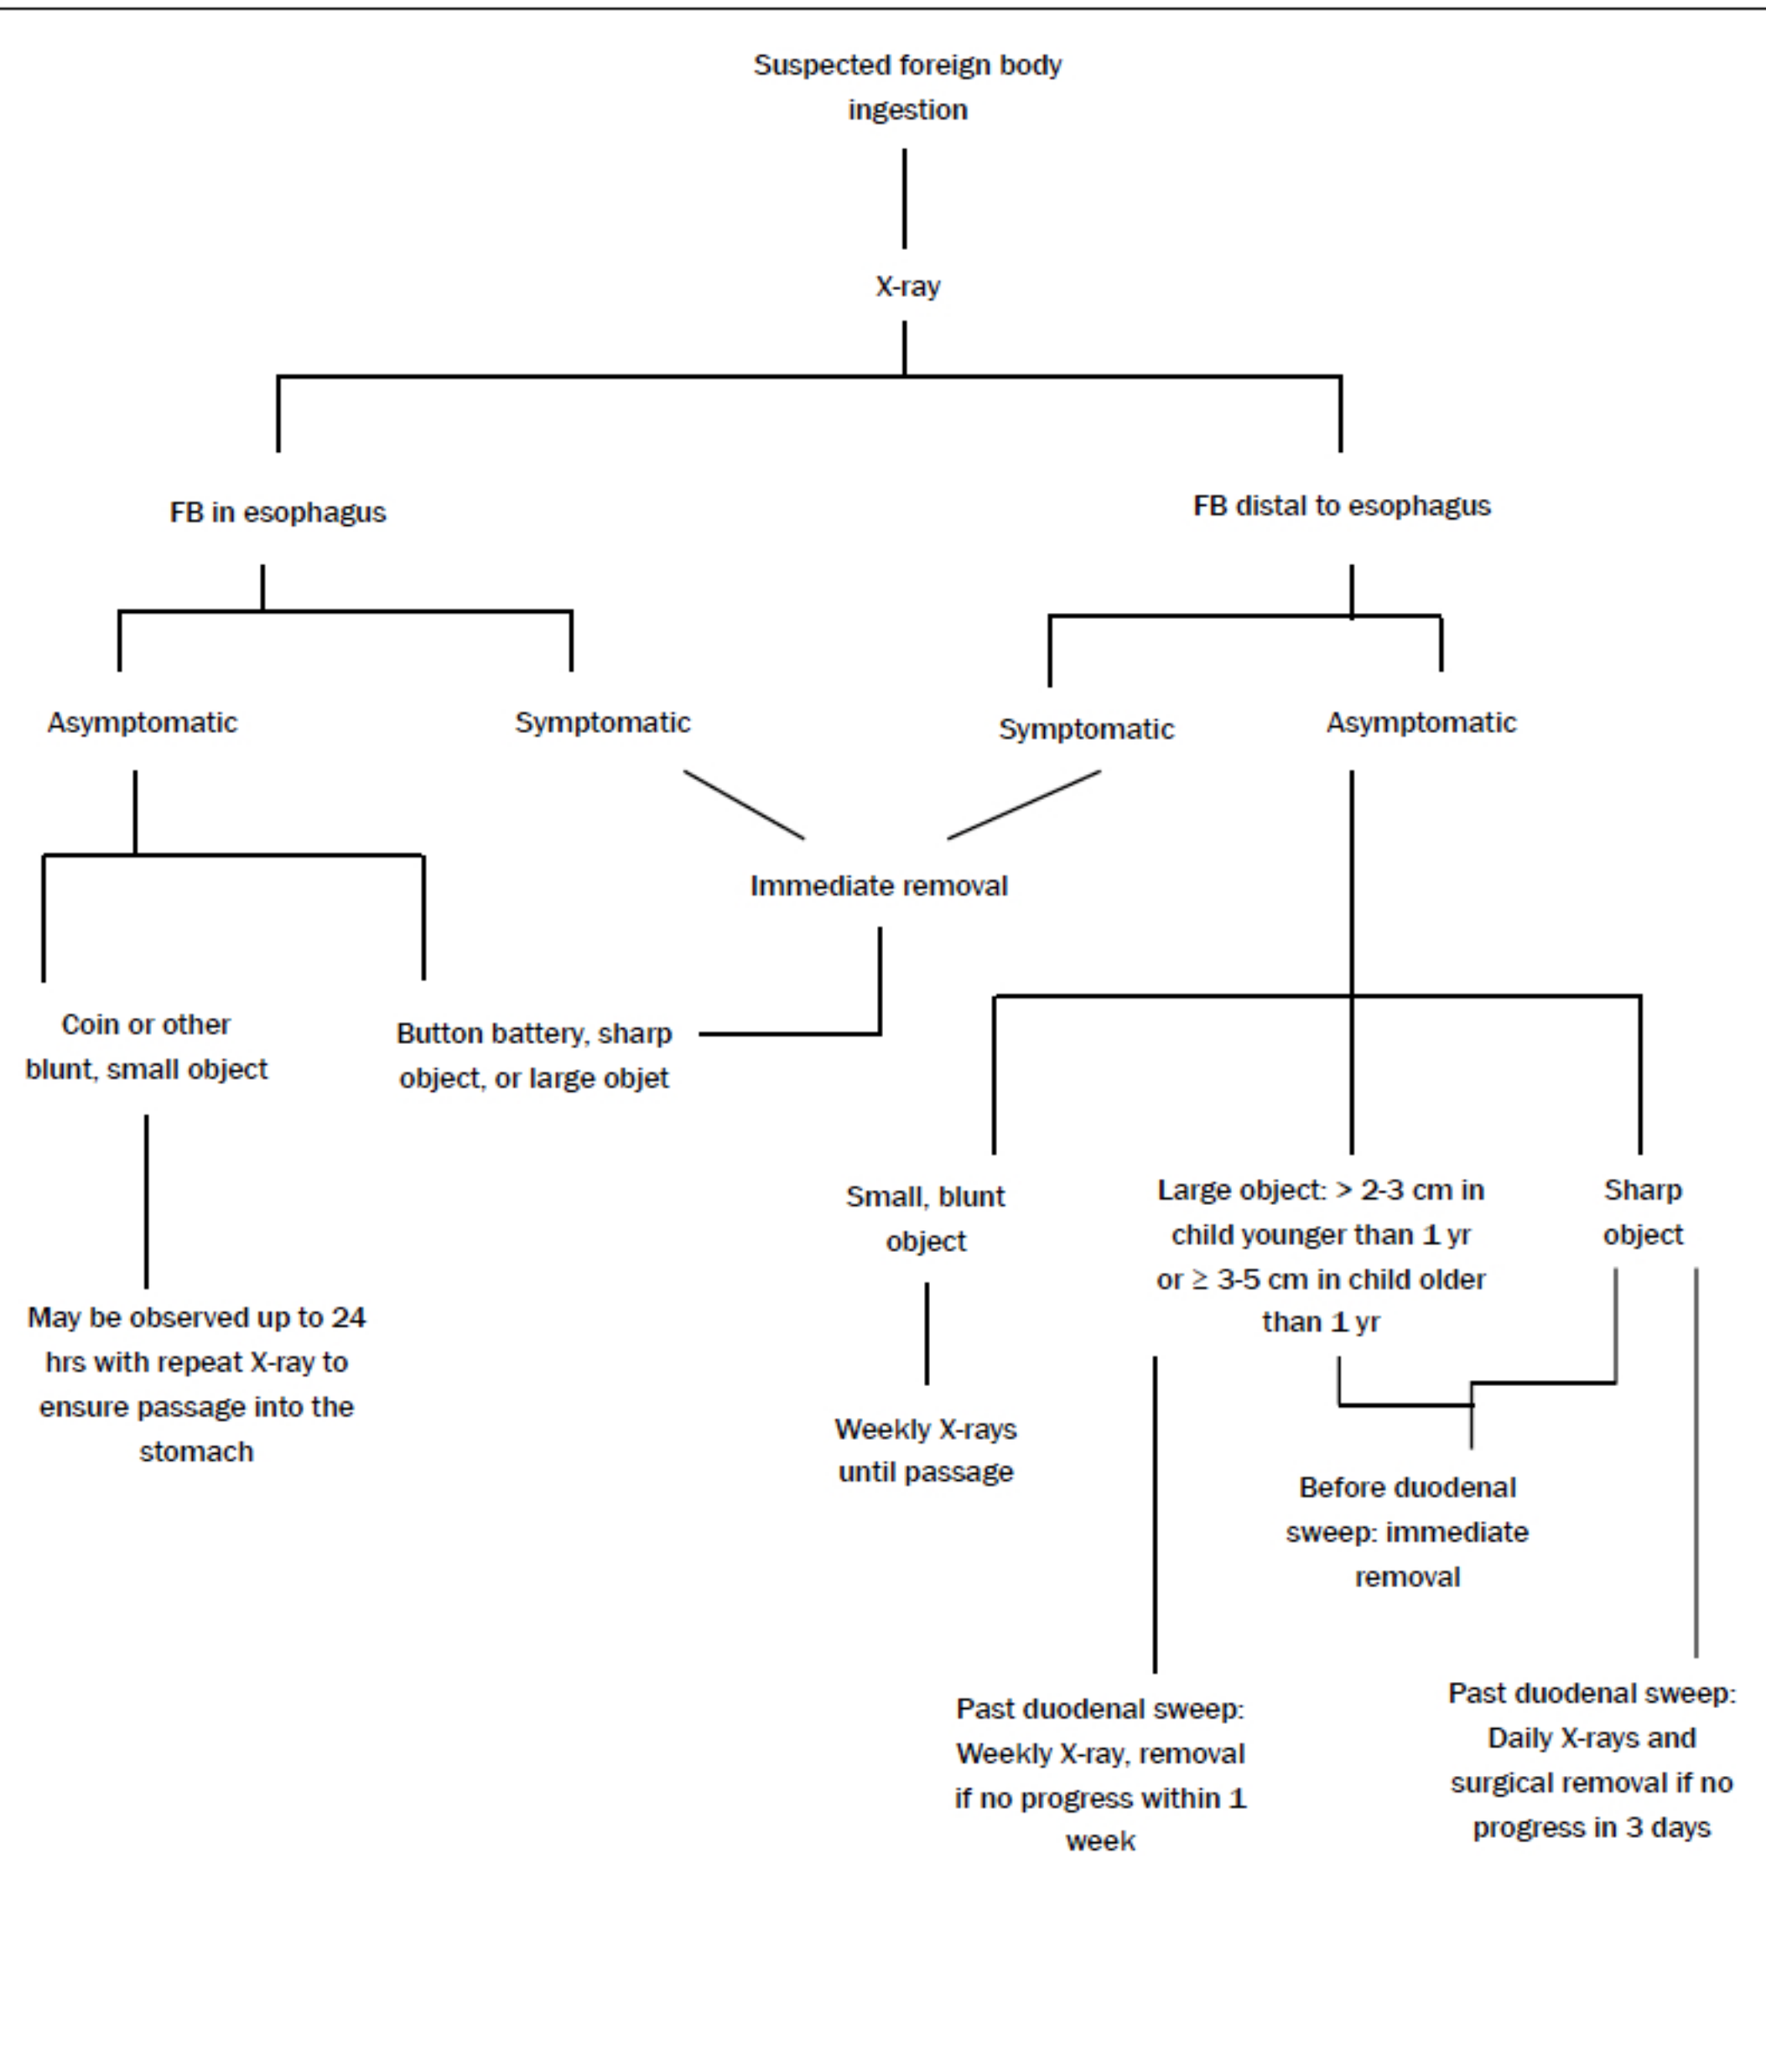 Suspected foreign body
ingestion
X-ray
FB in esophagus
FB distal to esophagus
Asymptomatic
Symptomatic
Symptomatic
Asymptomatic
Immediate removal
Coin or other
blunt, small object
Button battery, sharp
object, or large objet
Small, blunt
object
Large object: > 2-3 cm in
child younger than 1 yr
or ≥ 3-5 cm in child older
than 1 yr
Sharp
object
May be observed up to 24
hrs with repeat X-ray to
ensure passage into the
stomach
Weekly X-rays
until passage
Before duodenal
sweep: immediate
removal
Past duodenal sweep:
Weekly X-ray, removal
if no progress within 1
week
Past duodenal sweep:
Daily X-rays and
surgical removal if no
progress in 3 days